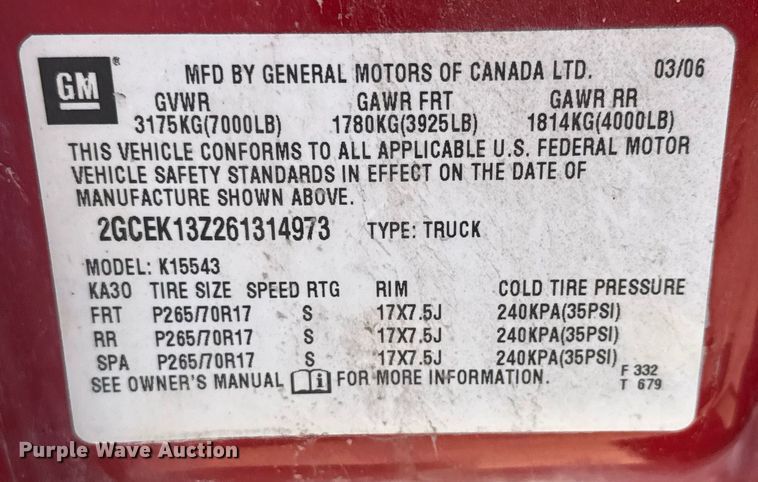 GM®
MFD BY GENERAL MOTORS OF CANADA LTD. 03/06
GVWR GAWR FRT GAWR RR
3175KG(7000LB) 1780KG(3925LB) 1814KG(4000LB)
THIS VEHICLE CONFORMS TO ALL APPLICABLE U.S. FEDERAL MOTOR
VEHICLE SAFETY STANDARDS IN EFFECT ON THE DATE OF
MANUFACTURE SHOWN ABOVE.
2GCEK13Z261314973 TYPE: TRUCK
MODEL: K15543
KA30 TIRE SIZE SPEED RTG RIM COLD TIRE PRESSURE
FRT P265/70R17 S 17X7.5J 240KPA(35PSI)
RR P265/70R17 S 17X7.5J 240KPA(35PSI)
SPA P265/70R17 S 17X7.5J 240KPA(35PSI)
SEE OWNER'S MANUAL i FOR MORE INFORMATION. F 332
T 679
Purple Wave Auction